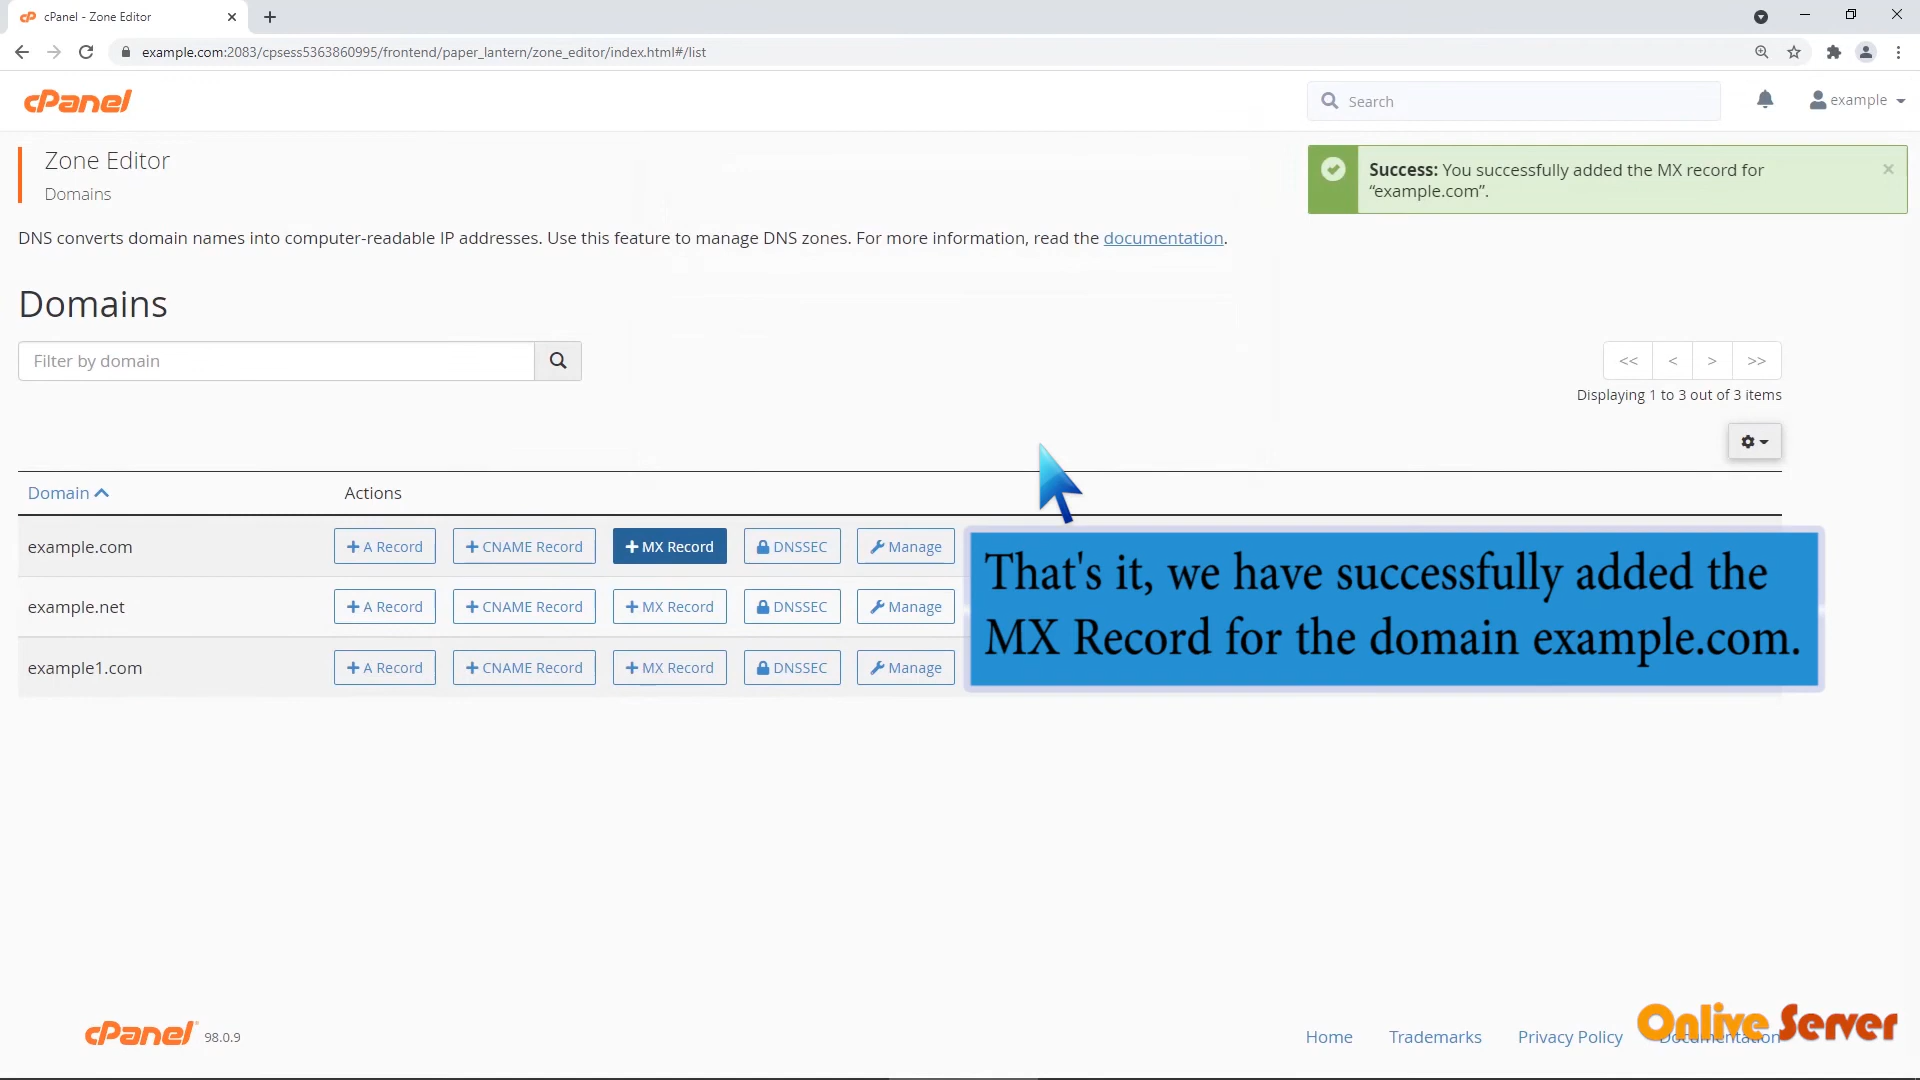 cPanel - Zone Editor
example.com:2083/cpsess5363860995/frontend/paper_lantern/zone_editor/index.html#/list
cPanel
Search
example
Zone Editor
Domains
Success: You successfully added the MX record for
“example.com”.
DNS converts domain names into computer-readable IP addresses. Use this feature to manage DNS zones. For more information, read the documentation.
Domains
Filter by domain
<< < > >>
Displaying 1 to 3 out of 3 items
Domain Actions
example.com A Record CNAME Record MX Record DNSSEC Manage
example.net A Record CNAME Record MX Record DNSSEC Manage
example1.com A Record CNAME Record MX Record DNSSEC Manage
That's it, we have successfully added the
MX Record for the domain example.com.
cPanel 98.0.9
Home Trademarks Privacy Policy Documentation
Onlive Server